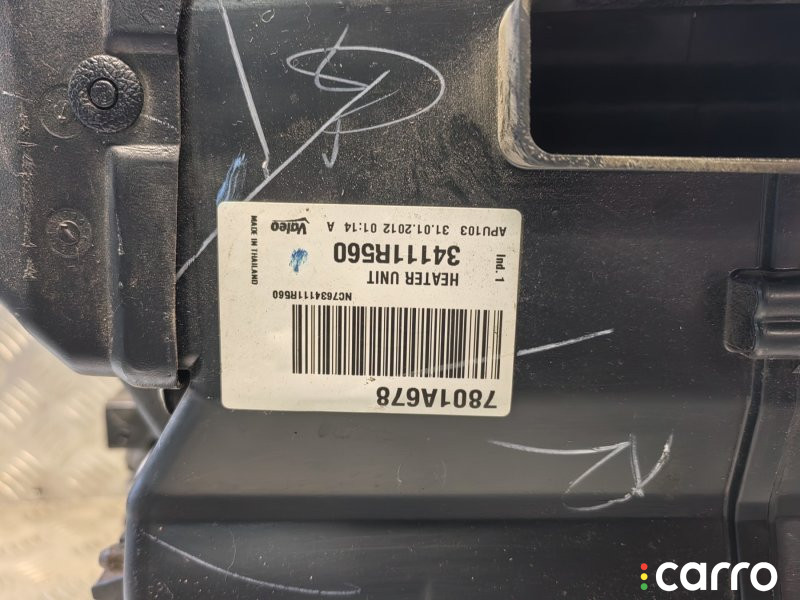 7801A678
NC7634111R560
HEATER UNIT
34111R560
Ind. 1
APU103 31.01.2012 01:14 A
Valeo
MADE IN THAILAND
carro